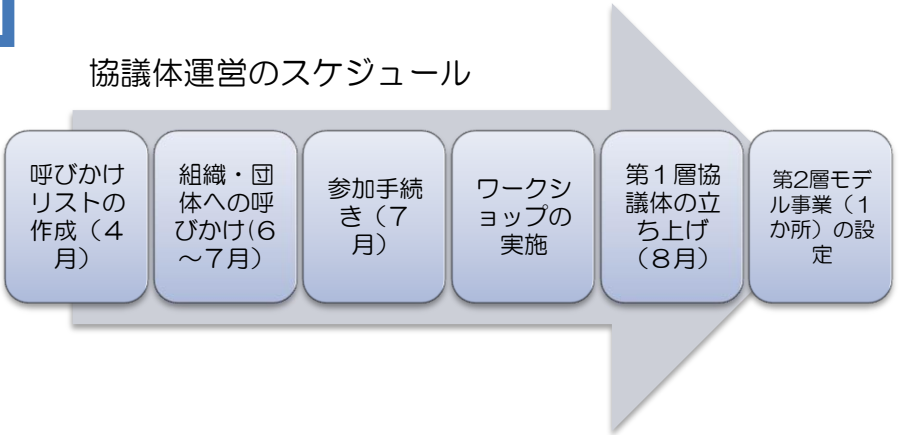 協議体運営のスケジュール
呼びかけ
リストの
作成（４
月）
組織・団
体への呼
びかけ(６
～７月）
参加手続
き（７
月）
ワークシ
ョップの
実施
第１層協
議体の立
ち上げ
（８月）
第2層モデ
ル事業（１
か所）の設
定